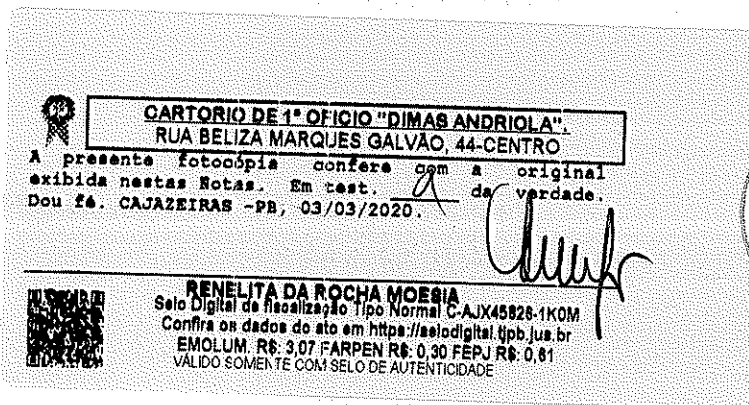 CARTORIO DE 1º OFICIO "DIMAS ANDRIOLA".
RUA BELIZA MARQUES GALVÃO, 44-CENTRO
A presente fotocópia confere com a original
exibida nestas Notas. Em test. da verdade.
Dou fé. CAJAZEIRAS -PB, 03/03/2020.
RENELITA DA ROCHA MOESIA
Selo Digital de fiscalização Tipo Normal C-AJX45828-1K0M
Confira os dados do ato em https://selodigital.tjpb.jus.br
EMOLUM. R$: 3,07 FARPEN R$: 0,30 FEPJ R$: 0,61
VÁLIDO SOMENTE COM SELO DE AUTENTICIDADE